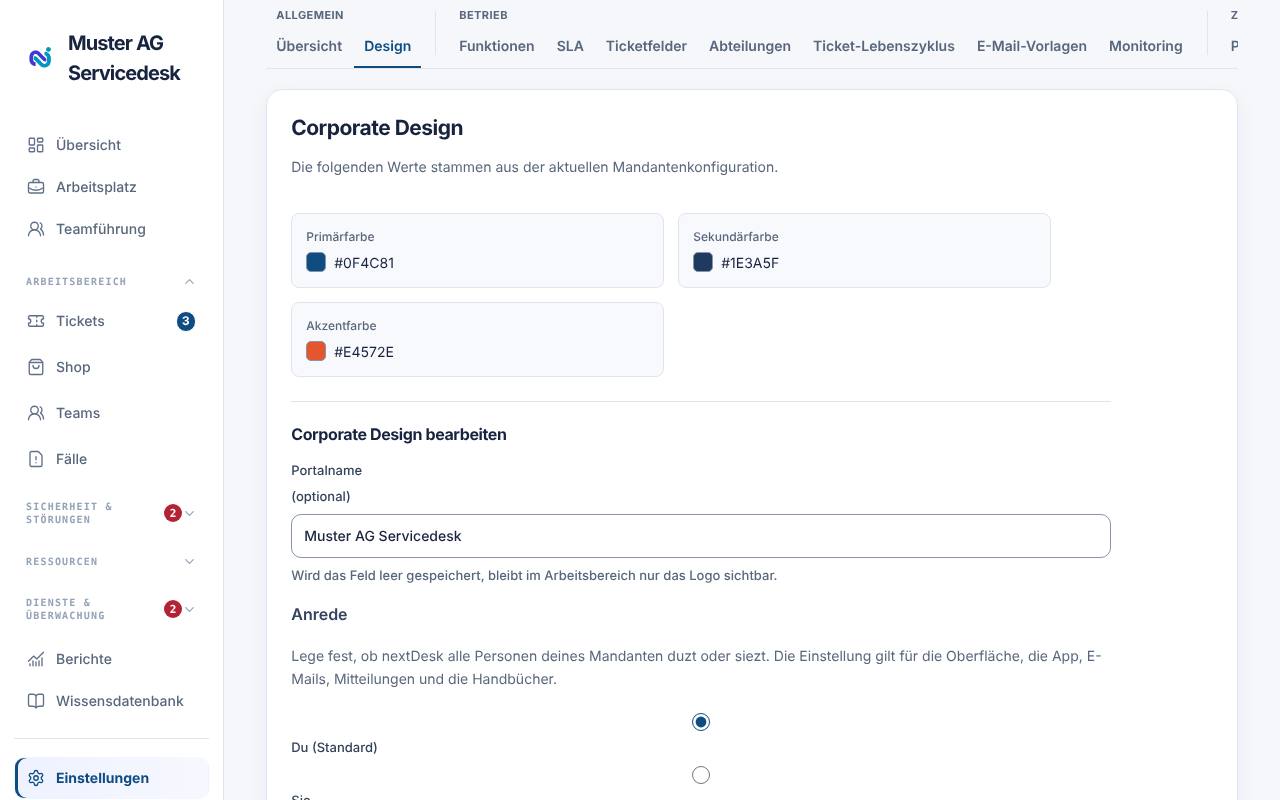 Muster AG
Servicedesk
Übersicht
Arbeitsplatz
Teamführung
ARBEITSBEREICH
Tickets
3
Shop
Teams
Fälle
SICHERHEIT &
STÖRUNGEN
2
RESSOURCEN
DIENSTE &
ÜBERWACHUNG
2
Berichte
Wissensdatenbank
Einstellungen
ALLGEMEIN
BETRIEB
Z
Übersicht
Design
Funktionen
SLA
Ticketfelder
Abteilungen
Ticket-Lebenszyklus
E-Mail-Vorlagen
Monitoring
Corporate Design
Die folgenden Werte stammen aus der aktuellen Mandantenkonfiguration.
Primärfarbe
#0F4C81
Sekundärfarbe
#1E3A5F
Akzentfarbe
#E4572E
Corporate Design bearbeiten
Portalname
(optional)
Muster AG Servicedesk
Wird das Feld leer gespeichert, bleibt im Arbeitsbereich nur das Logo sichtbar.
Anrede
Lege fest, ob nextDesk alle Personen deines Mandanten duzt oder siezt. Die Einstellung gilt für die Oberfläche, die App, E-
Mails, Mitteilungen und die Handbücher.
Du (Standard)
Sie